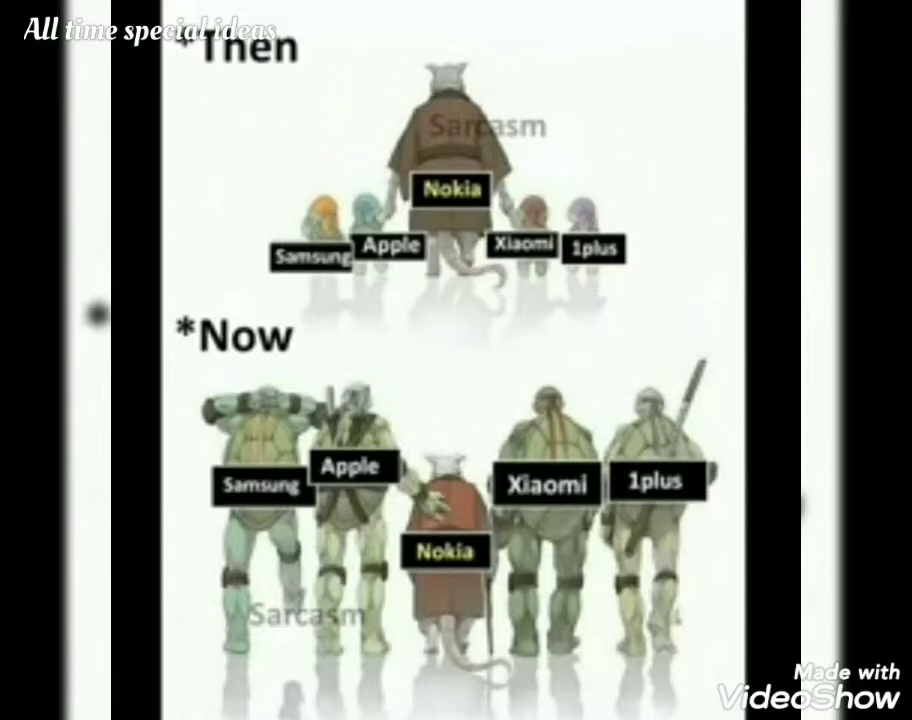 All time special ideas
*Then
Sarcasm
Nokia
Samsung
Apple
Xiaomi
1plus
*Now
Samsung
Apple
Xiaomi
1plus
Nokia
Sarcasm
Made with
VideoShow